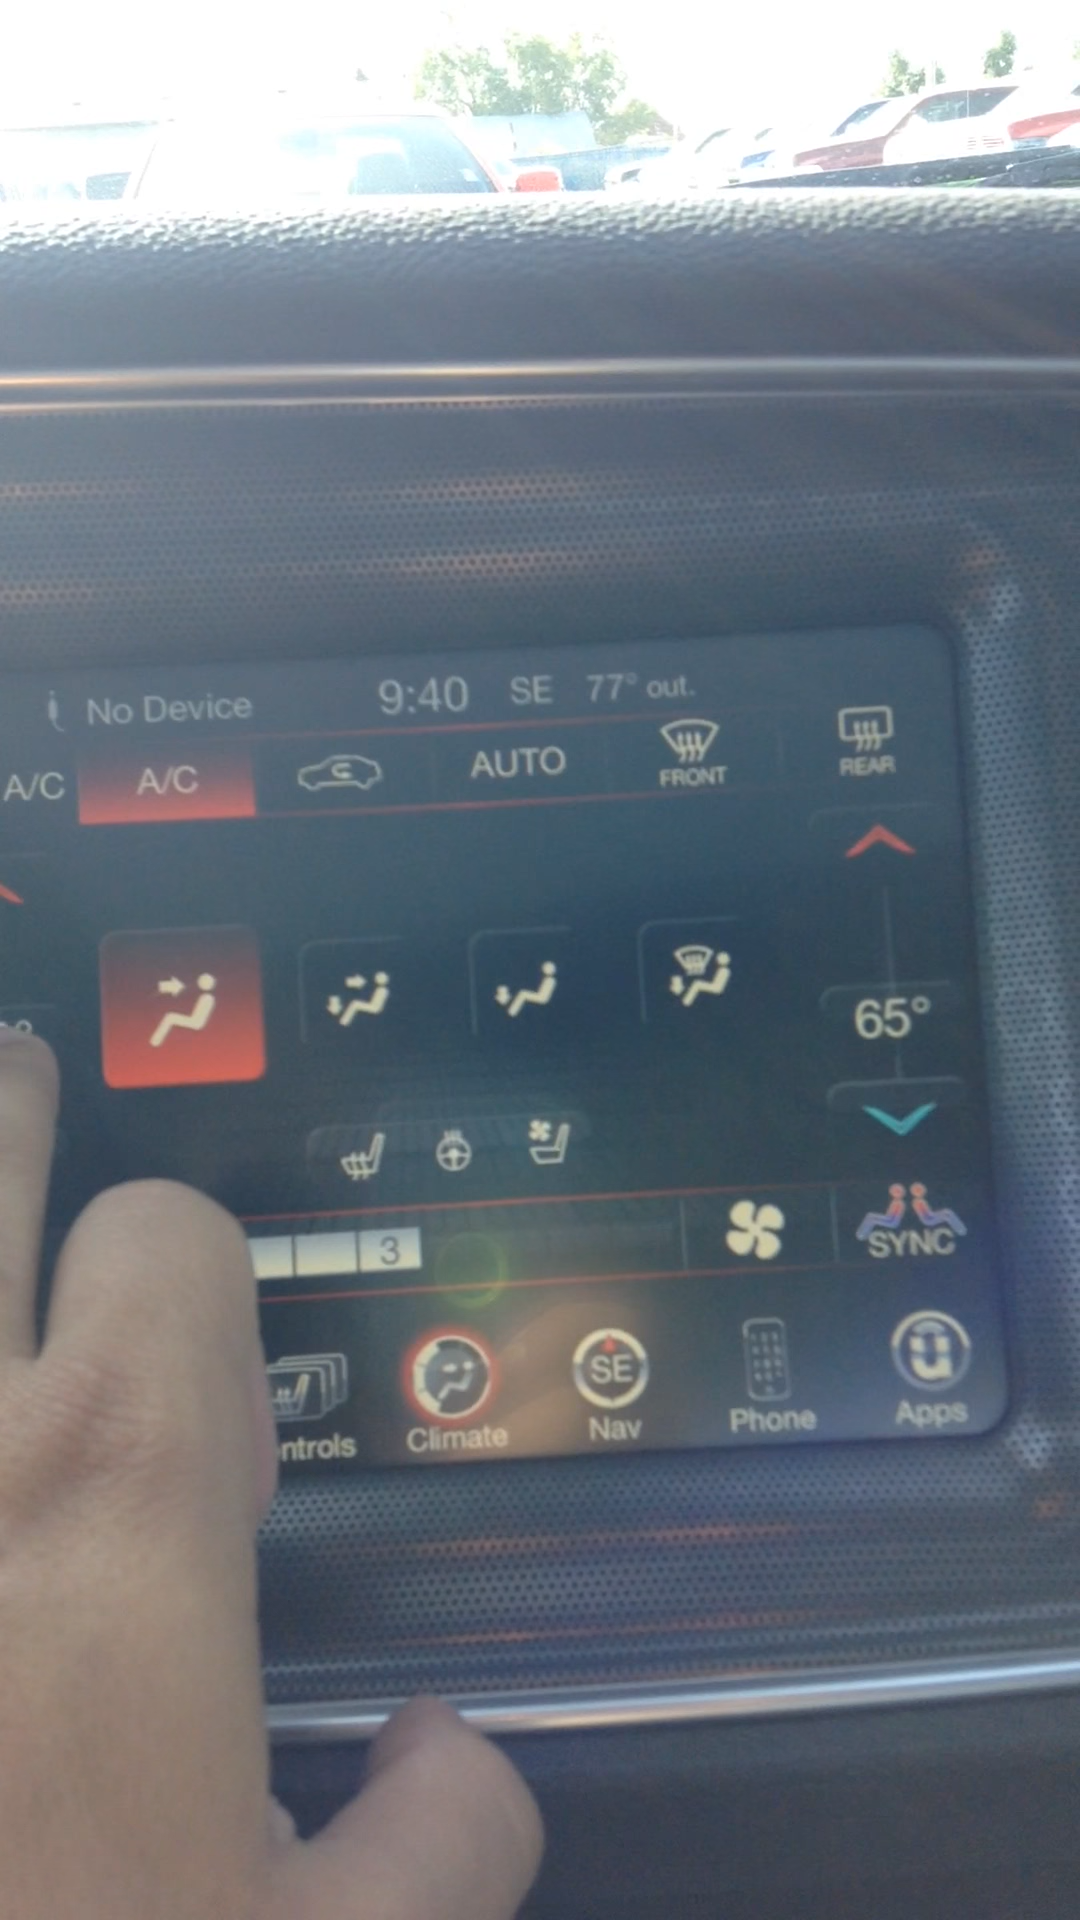 No Device 9:40 SE 77° out.
A/C A/C AUTO FRONT REAR
65°
3 SYNC
SE
ntrols Climate Nav Phone Apps